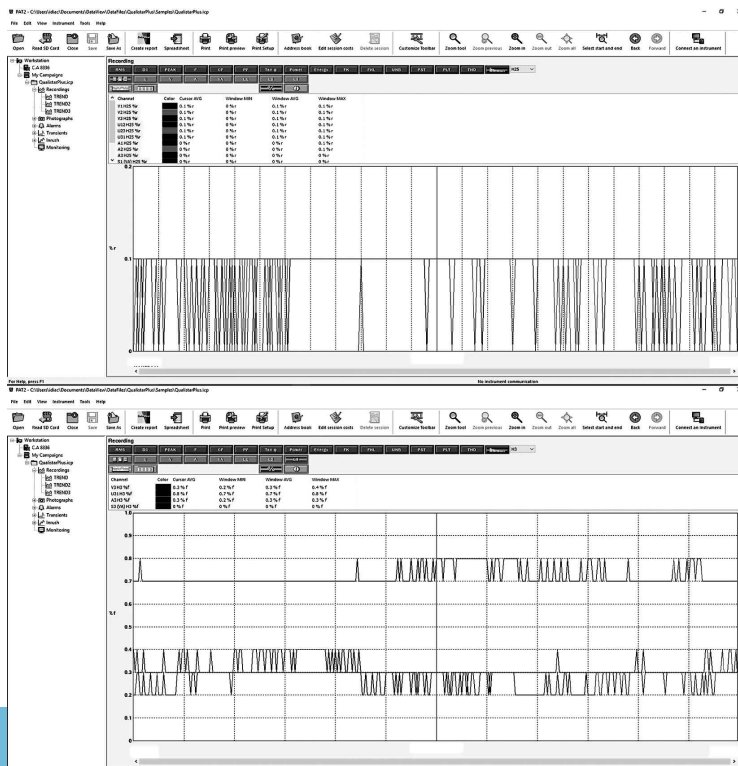 PAT2 - C:\Users\idiec\Documents\DataView\DataFiles\QualistarPlus\Samples\QualistarPlus.icp
File Edit View Instrument Tools Help
Open Read SD Card Close Save Save As Create report Spreadsheet Print Print preview Print Setup Address book Edit session costs Delete session Customize Toolbar Zoom tool Zoom previous Zoom in Zoom out Zoom all Select start and end Back Forward Connect an instrument
Workstation
C.A 8336
My Campaigns
QualistarPlus.icp
Recordings
TREND
TREND2
TREND3
Photographs
Alarms
Transients
Inrush
Monitoring
Recording
RMS DC PEAK F CF PF Tan φ Power Energy FK FHL UNB PST PLT THD H25
Channel Color Cursor AVG Window MIN Window AVG Window MAX
V1 H25 %r 0.1 %r 0 %r 0.1 %r 0.1 %r
V2 H25 %r 0.1 %r 0 %r 0.1 %r 0.1 %r
V3 H25 %r 0.1 %r 0 %r 0.1 %r 0.1 %r
U12 H25 %r 0.1 %r 0 %r 0.1 %r 0.1 %r
U23 H25 %r 0.1 %r 0 %r 0.1 %r 0.1 %r
U31 H25 %r 0.1 %r 0 %r 0.1 %r 0.1 %r
A1 H25 %r 0 %r 0 %r 0 %r 0 %r
A2 H25 %r 0 %r 0 %r 0 %r 0.1 %r
A3 H25 %r 0 %r 0 %r 0 %r 0 %r
S1 (VA) H25 %r 0 %r 0 %r 0 %r 0 %r
0.2
%r
0.1
0
For Help, press F1 No instrument communication
PAT2 - C:\Users\idiec\Documents\DataView\DataFiles\QualistarPlus\Samples\QualistarPlus.icp
File Edit View Instrument Tools Help
Open Read SD Card Close Save Save As Create report Spreadsheet Print Print preview Print Setup Address book Edit session costs Delete session Customize Toolbar Zoom tool Zoom previous Zoom in Zoom out Zoom all Select start and end Back Forward Connect an instrument
Workstation
C.A 8336
My Campaigns
QualistarPlus.icp
Recordings
TREND
TREND2
TREND3
Photographs
Alarms
Transients
Inrush
Monitoring
Recording
RMS DC PEAK F CF PF Tan φ Power Energy FK FHL UNB PST PLT THD H3
Channel Color Cursor AVG Window MIN Window AVG Window MAX
V3 H3 %f 0.3 % f 0.2 % f 0.3 % f 0.4 % f
U31 H3 %f 0.8 % f 0.7 % f 0.7 % f 0.8 % f
A3 H3 %f 0.3 % f 0.2 % f 0.3 % f 0.3 % f
S3 (VA) H3 %f 0 % f 0 % f 0 % f 0 % f
1.0
0.9
0.8
0.7
0.6
%f
0.5
0.4
0.3
0.2
0.1
0